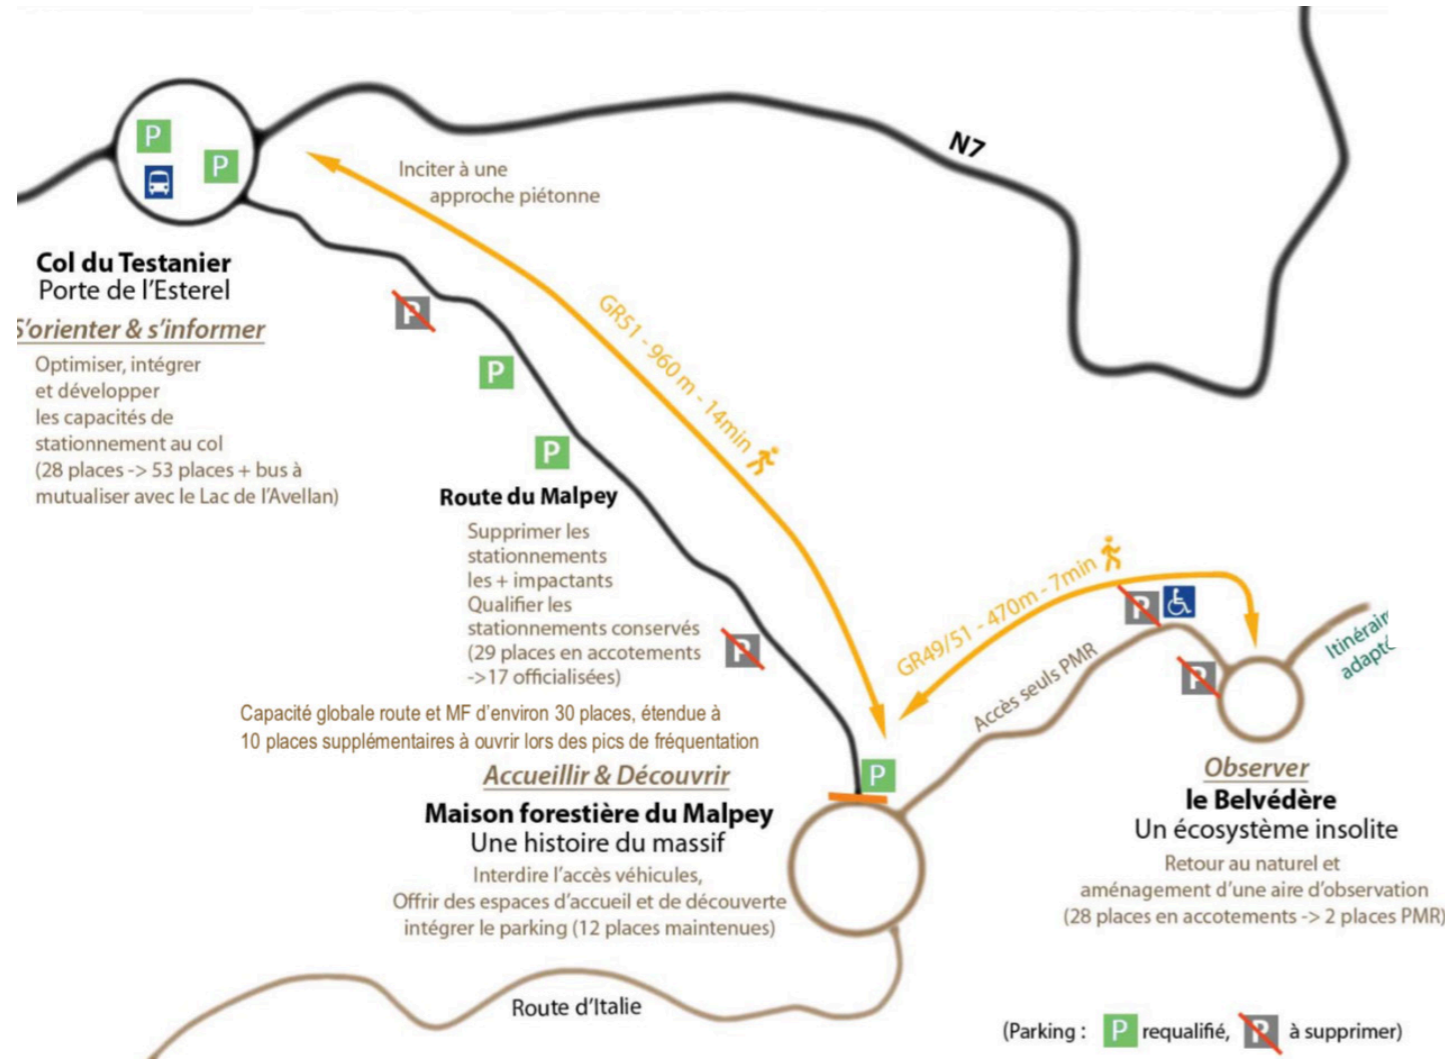 N7
P
P
Inciter à une
approche piétonne
Col du Testanier
Porte de l'Esterel
S'orienter & s'informer
Optimiser, intégrer
et développer
les capacités de
stationnement au col
(28 places -> 53 places + bus à
mutualiser avec le Lac de l'Avellan)
P
P
P
GR51 - 960 m - 14min
Route du Malpey
Supprimer les
stationnements
les + impactants
Qualifier les
stationnements conservés
(29 places en accotements
->17 officialisées)
P
GR49/51 - 470m - 7min
P
P
Accès seuls PMR
Itinérair
adapté
Capacité globale route et MF d'environ 30 places, étendue à
10 places supplémentaires à ouvrir lors des pics de fréquentation
P
Accueillir & Découvrir
Maison forestière du Malpey
Une histoire du massif
Interdire l'accès véhicules,
Offrir des espaces d'accueil et de découverte
intégrer le parking (12 places maintenues)
Observer
le Belvédère
Un écosystème insolite
Retour au naturel et
aménagement d'une aire d'observation
(28 places en accotements -> 2 places PMR)
Route d'Italie
(Parking : P requalifié, P à supprimer)